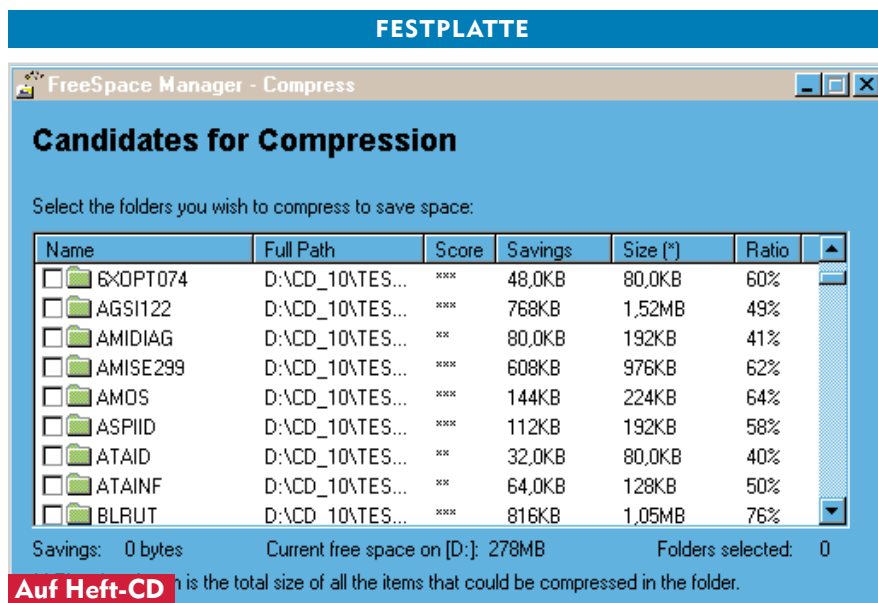 FESTPLATTE
FreeSpace Manager - Compress
Candidates for Compression
Select the folders you wish to compress to save space:
Name Full Path Score Savings Size (*) Ratio
6XOPT074 D:\CD_10\TES... *** 48,0KB 80,0KB 60%
AGSI122 D:\CD_10\TES... *** 768KB 1,52MB 49%
AMIDIAG D:\CD_10\TES... ** 80,0KB 192KB 41%
AMISE299 D:\CD_10\TES... *** 608KB 976KB 62%
AMOS D:\CD_10\TES... *** 144KB 224KB 64%
ASPIID D:\CD_10\TES... *** 112KB 192KB 58%
ATAID D:\CD_10\TES... ** 32,0KB 80,0KB 40%
ATAINF D:\CD_10\TES... ** 64,0KB 128KB 50%
BLRUT D:\CD_10\TES... *** 816KB 1,05MB 76%
Savings: 0 bytes Current free space on [D:]: 278MB Folders selected: 0
is the total size of all the items that could be compressed in the folder.
Auf Heft-CD